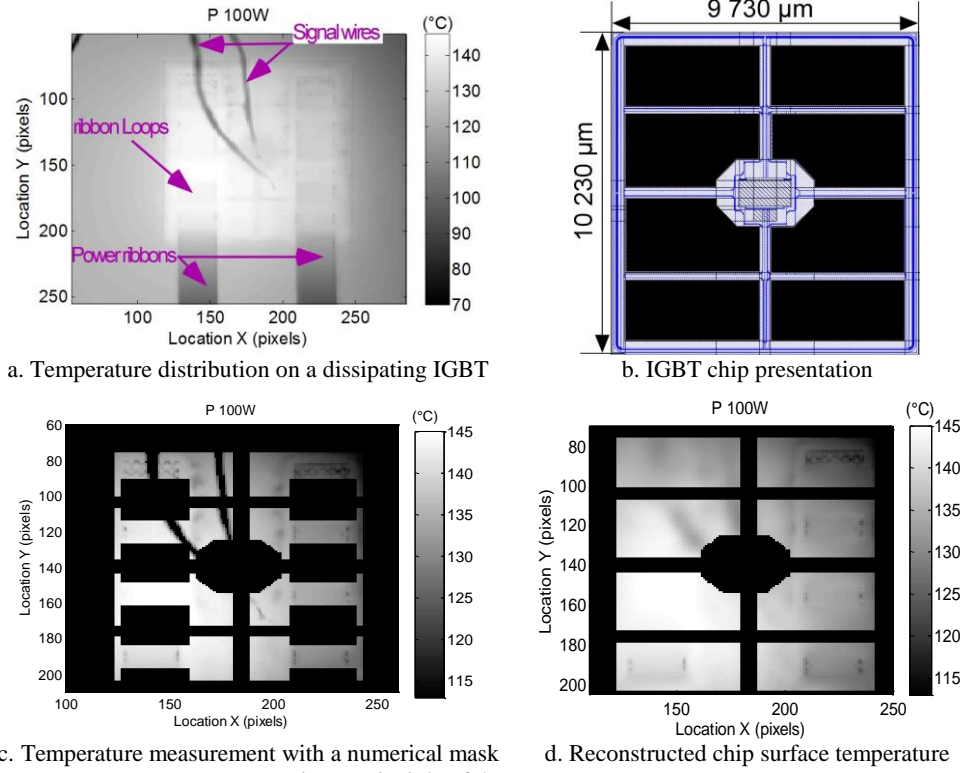 P 100W
(°C)
Signal wires
ribbon Loops
Power ribbons
Location Y (pixels)
100
150
200
250
100
150
200
250
Location X (pixels)
140
130
120
110
100
90
80
70
a. Temperature distribution on a dissipating IGBT
9 730 µm
10 230 µm
b. IGBT chip presentation
P 100W
(°C)
Location Y (pixels)
60
80
100
120
140
160
180
200
100
150
200
250
Location X (pixels)
145
140
135
130
125
120
115
c. Temperature measurement with a numerical mask
P 100W
(°C)
Location Y (pixels)
80
100
120
140
160
180
200
150
200
250
Location X (pixels)
145
140
135
130
125
120
115
d. Reconstructed chip surface temperature